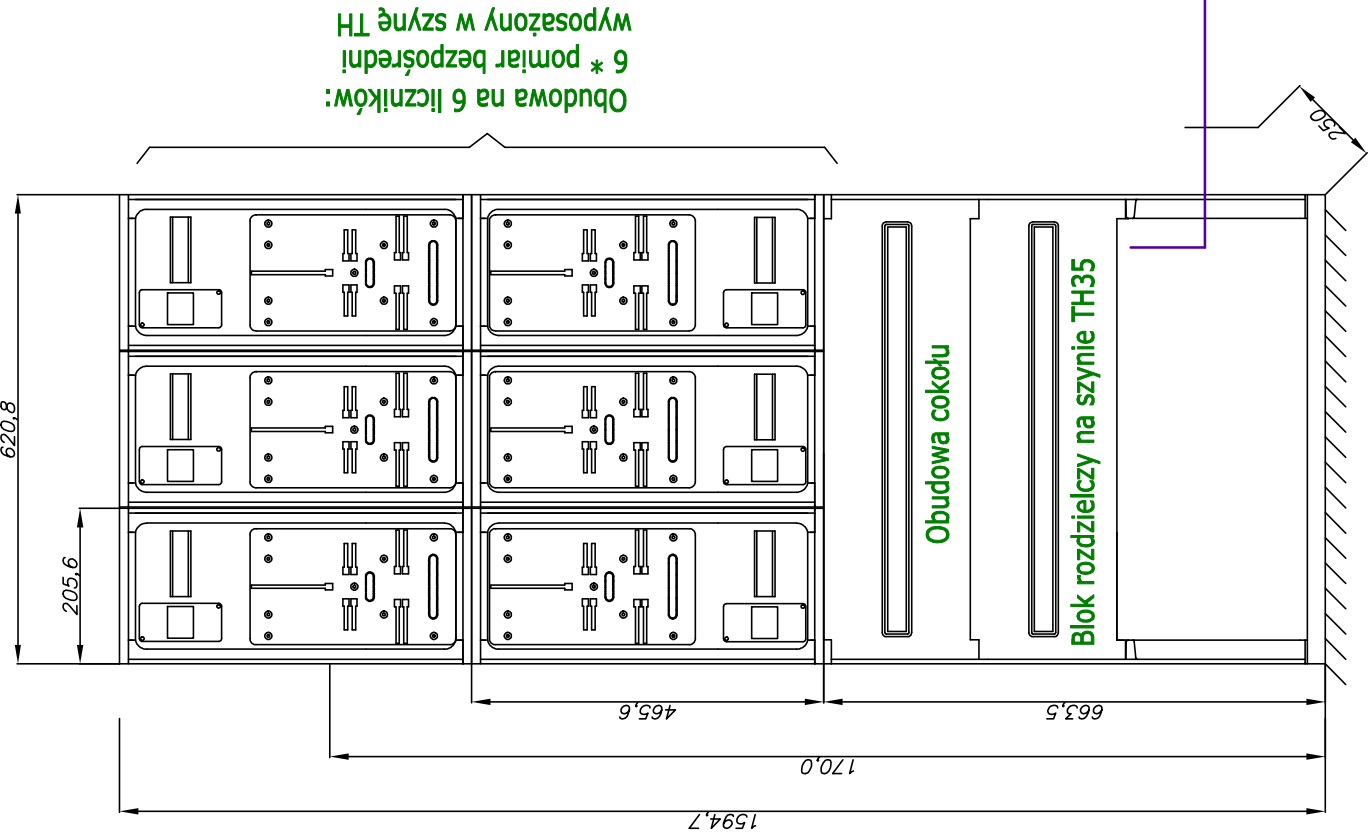 Obudowa na 6 liczników:
6 * pomiar bezpośredni
wyposażony w szynę TH
250
620,8
205,6
Obudowa cokołu
Blok rozdzielczy na szynie TH35
465,6
663,5
170,0
1594,7